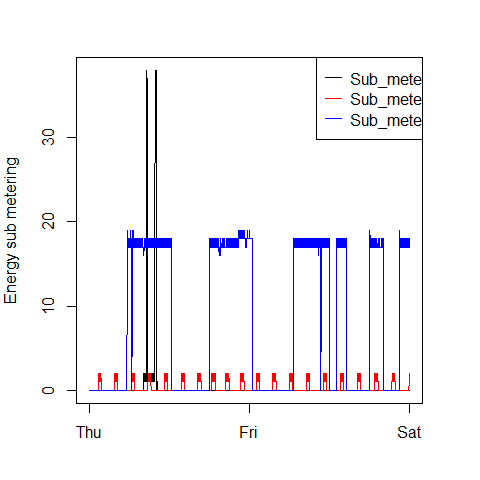 Sub_mete
Sub_mete
Sub_mete
Energy sub metering
0
10
20
30
Thu
Fri
Sat